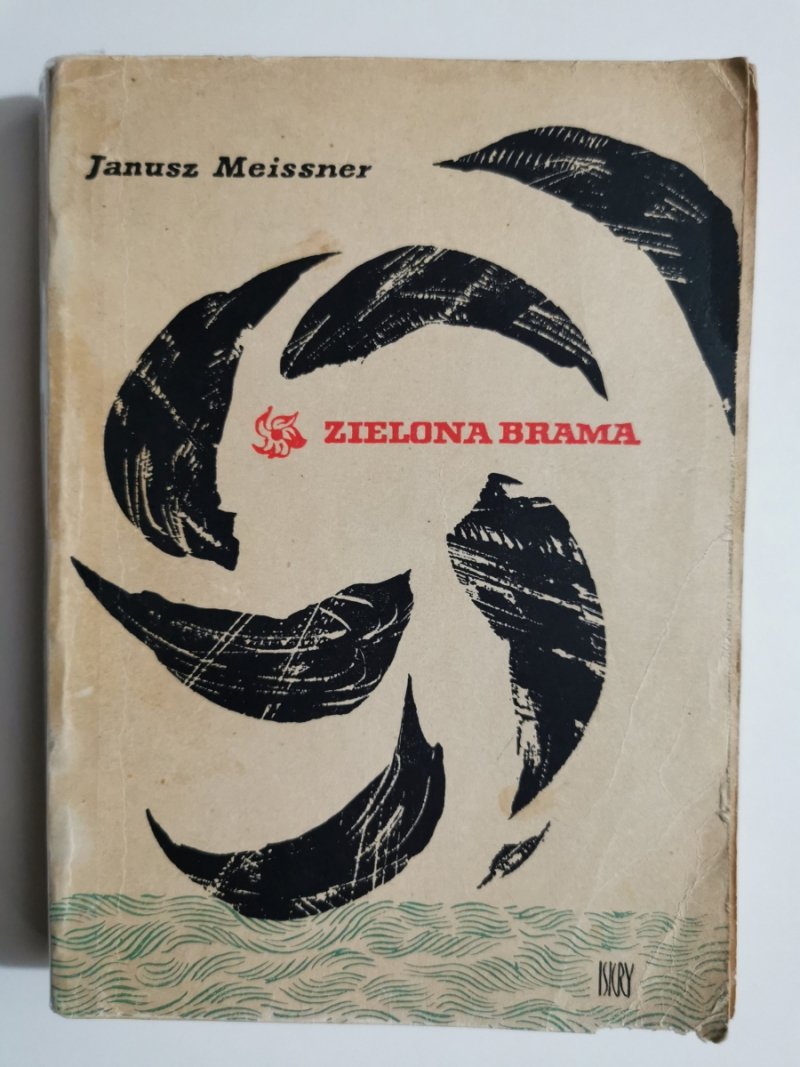 Janusz Meissner
ZIELONA BRAMA
ISKRY